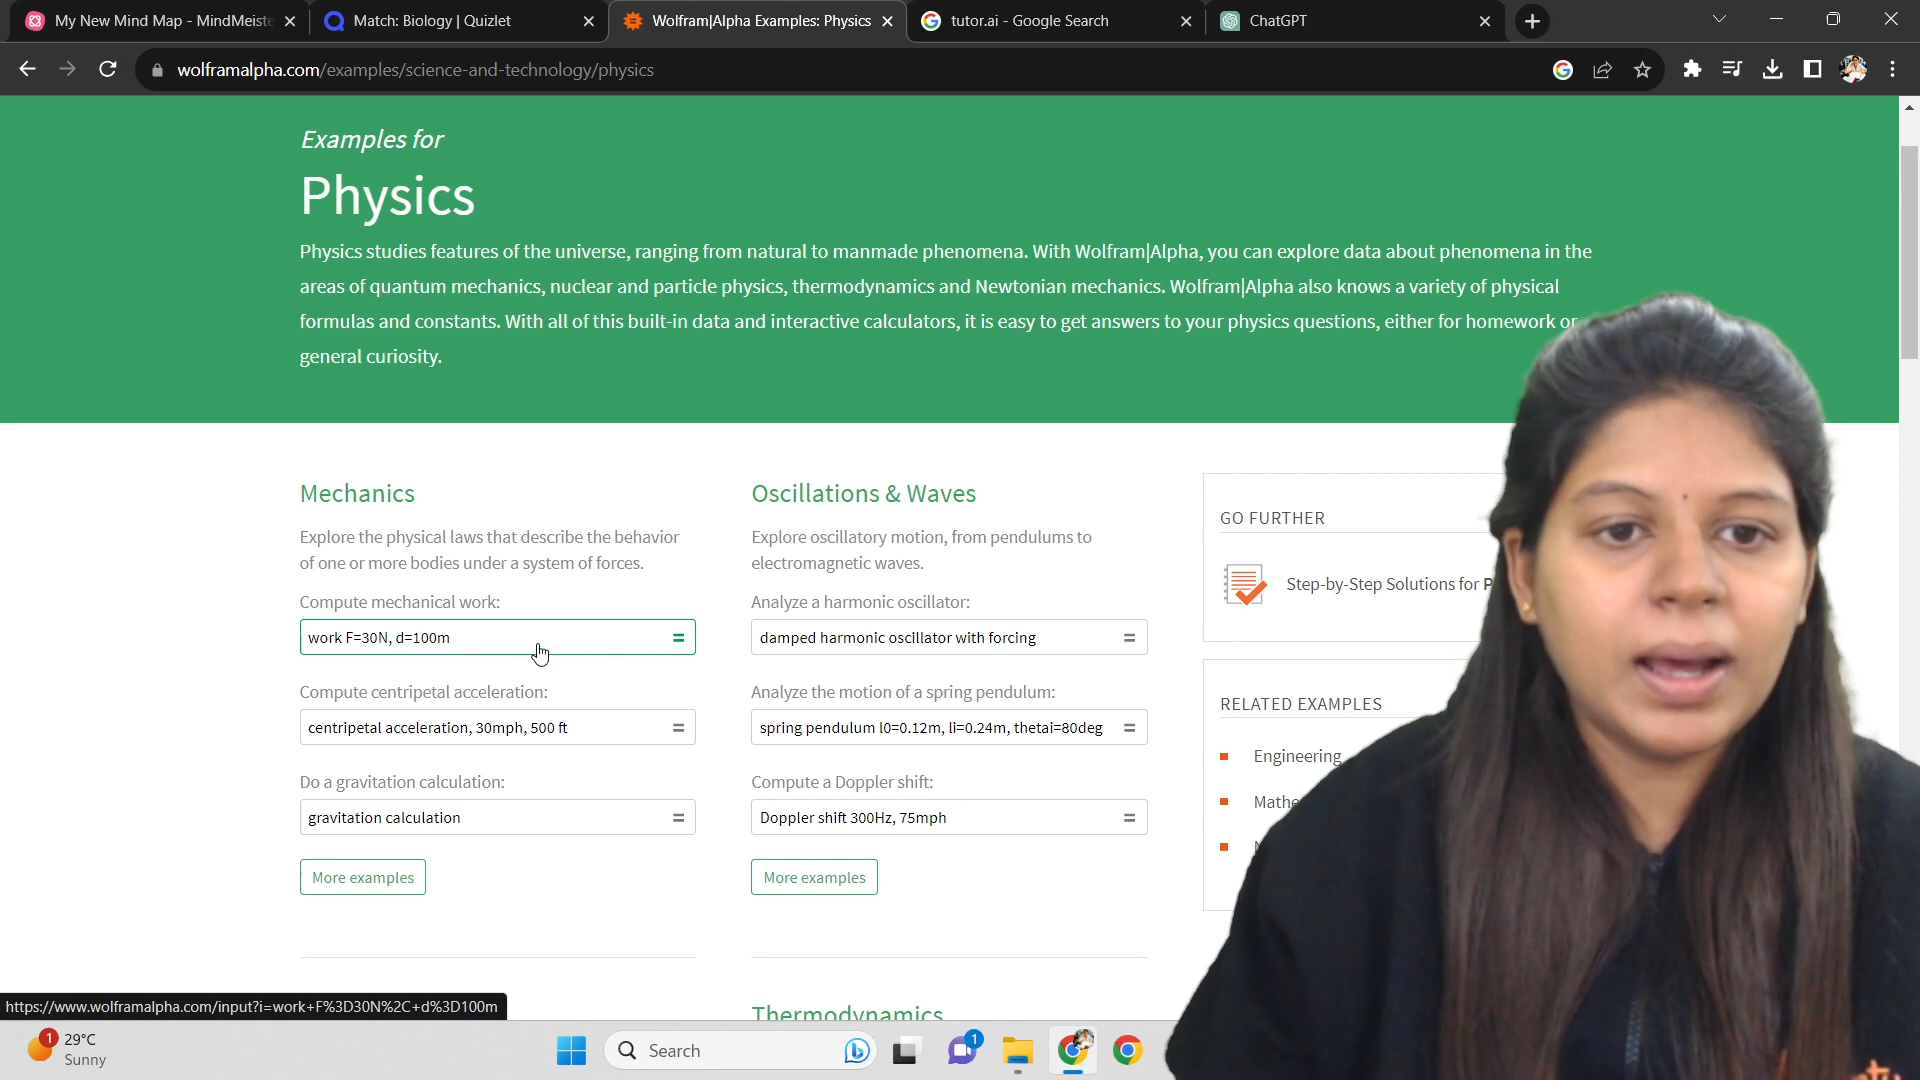 My New Mind Map - MindMeiste
Match: Biology | Quizlet
Wolfram|Alpha Examples: Physics
tutor.ai - Google Search
ChatGPT
wolframalpha.com/examples/science-and-technology/physics
Examples for
Physics
Physics studies features of the universe, ranging from natural to manmade phenomena. With Wolfram|Alpha, you can explore data about phenomena in the
areas of quantum mechanics, nuclear and particle physics, thermodynamics and Newtonian mechanics. Wolfram|Alpha also knows a variety of physical
formulas and constants. With all of this built-in data and interactive calculators, it is easy to get answers to your physics questions, either for homework or
general curiosity.
Mechanics
Explore the physical laws that describe the behavior
of one or more bodies under a system of forces.
Compute mechanical work:
work F=30N, d=100m
Compute centripetal acceleration:
centripetal acceleration, 30mph, 500 ft
Do a gravitation calculation:
gravitation calculation
More examples
Oscillations & Waves
Explore oscillatory motion, from pendulums to
electromagnetic waves.
Analyze a harmonic oscillator:
damped harmonic oscillator with forcing
Analyze the motion of a spring pendulum:
spring pendulum l0=0.12m, li=0.24m, thetai=80deg
Compute a Doppler shift:
Doppler shift 300Hz, 75mph
More examples
Thermodynamics
GO FURTHER
Step-by-Step Solutions for P
RELATED EXAMPLES
Engineering
Mathe
https://www.wolframalpha.com/input?i=work+F%3D30N%2C+d%3D100m
1
29°C
Sunny
Search
1